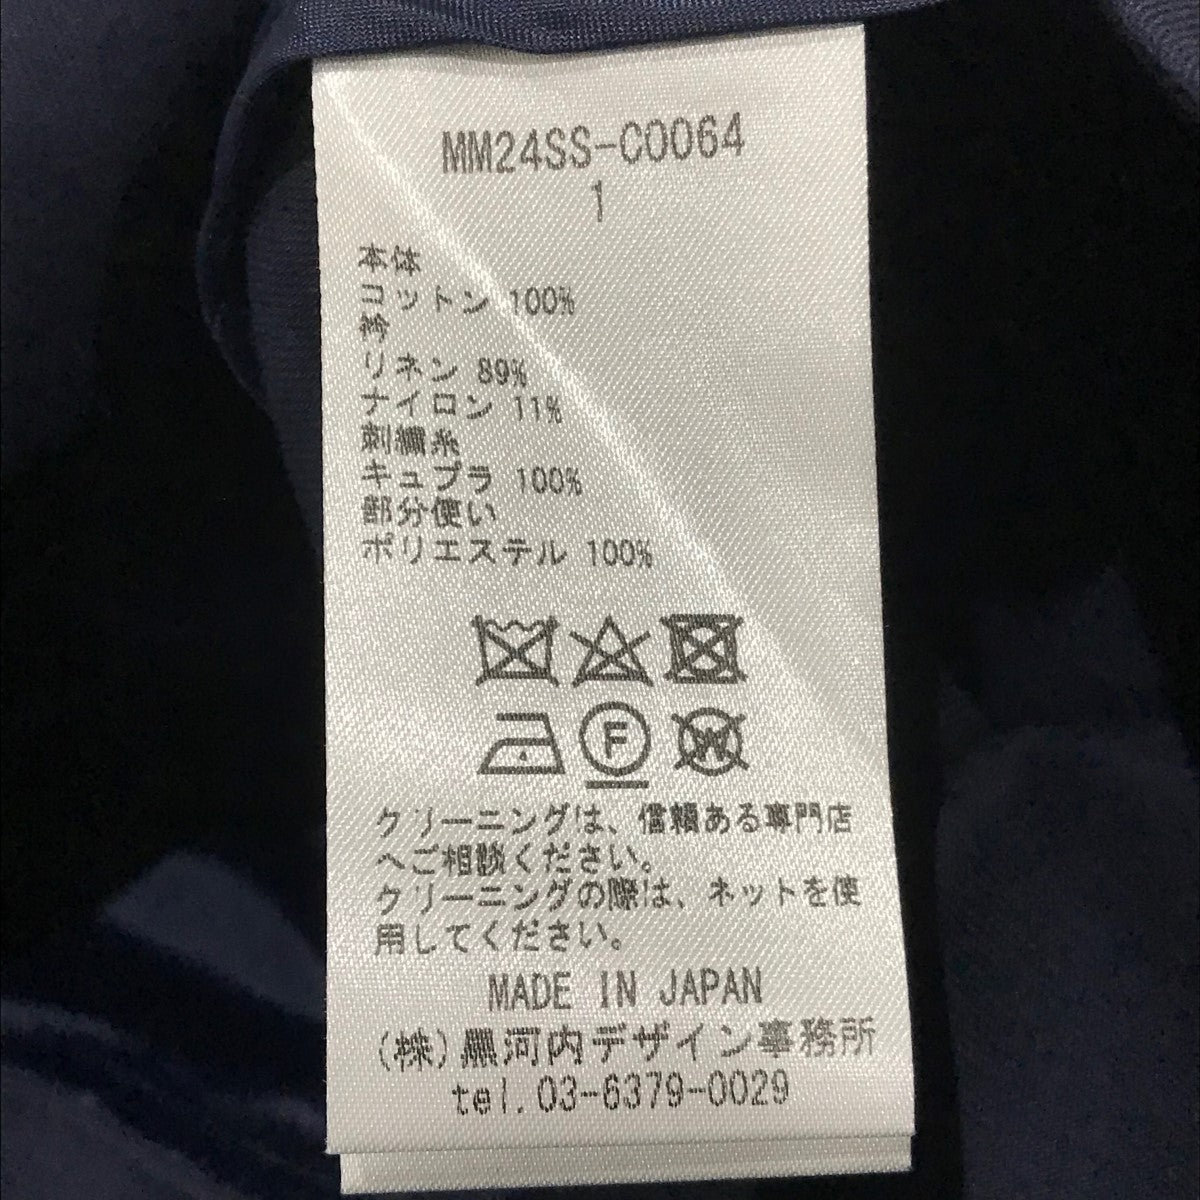 MM24SS-CO064
1
本体
コットン 100%
衿
リネン 89%
ナイロン 11%
刺繍糸
キュプラ 100%
部分使い
ポリエステル 100%
F
W
クリーニングは、信頼ある専門店
へご相談ください。
クリーニングの際は、ネットを使
用してください。
MADE IN JAPAN
(株)黒河内デザイン事務所
tel.03-6379-0029